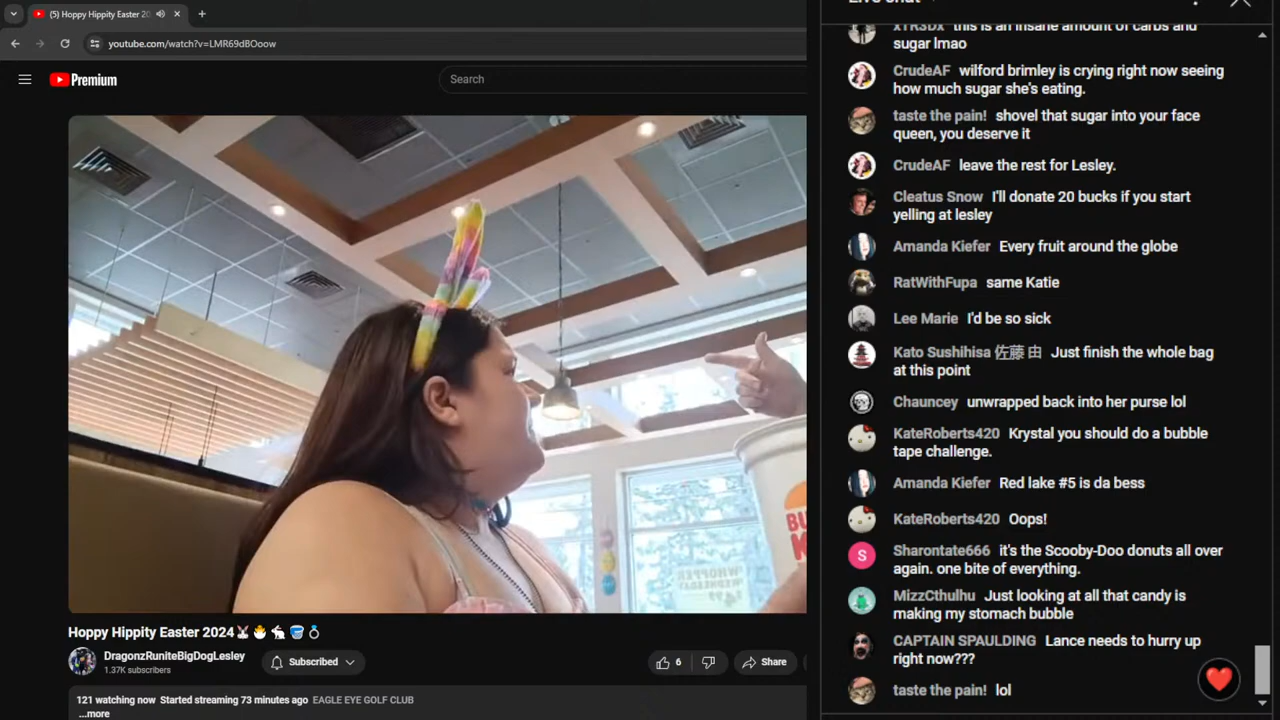 (5) Hoppy Hippity Easter 20
youtube.com/watch?v=LMR69dBOoow
Premium
Search
WHOPPER
WEDNESDAY
BU
K
Hoppy Hippity Easter 2024🐰🐥🐇🪣💍
DragonzRuniteBigDogLesley
1.37K subscribers
Subscribed
6
Share
121 watching now Started streaming 73 minutes ago EAGLE EYE GOLF CLUB
...more
xTRSDx this is an insane amount of carbs and
sugar lmao
CrudeAF wilford brimley is crying right now seeing
how much sugar she's eating.
taste the pain! shovel that sugar into your face
queen, you deserve it
CrudeAF leave the rest for Lesley.
Cleatus Snow I'll donate 20 bucks if you start
yelling at lesley
Amanda Kiefer Every fruit around the globe
RatWithFupa same Katie
Lee Marie I'd be so sick
Kato Sushihisa 佐藤 由 Just finish the whole bag
at this point
Chauncey unwrapped back into her purse lol
KateRoberts420 Krystal you should do a bubble
tape challenge.
Amanda Kiefer Red lake #5 is da bess
KateRoberts420 Oops!
S
Sharontate666 it's the Scooby-Doo donuts all over
again. one bite of everything.
MizzCthulhu Just looking at all that candy is
making my stomach bubble
CAPTAIN SPAULDING Lance needs to hurry up
right now???
taste the pain! lol